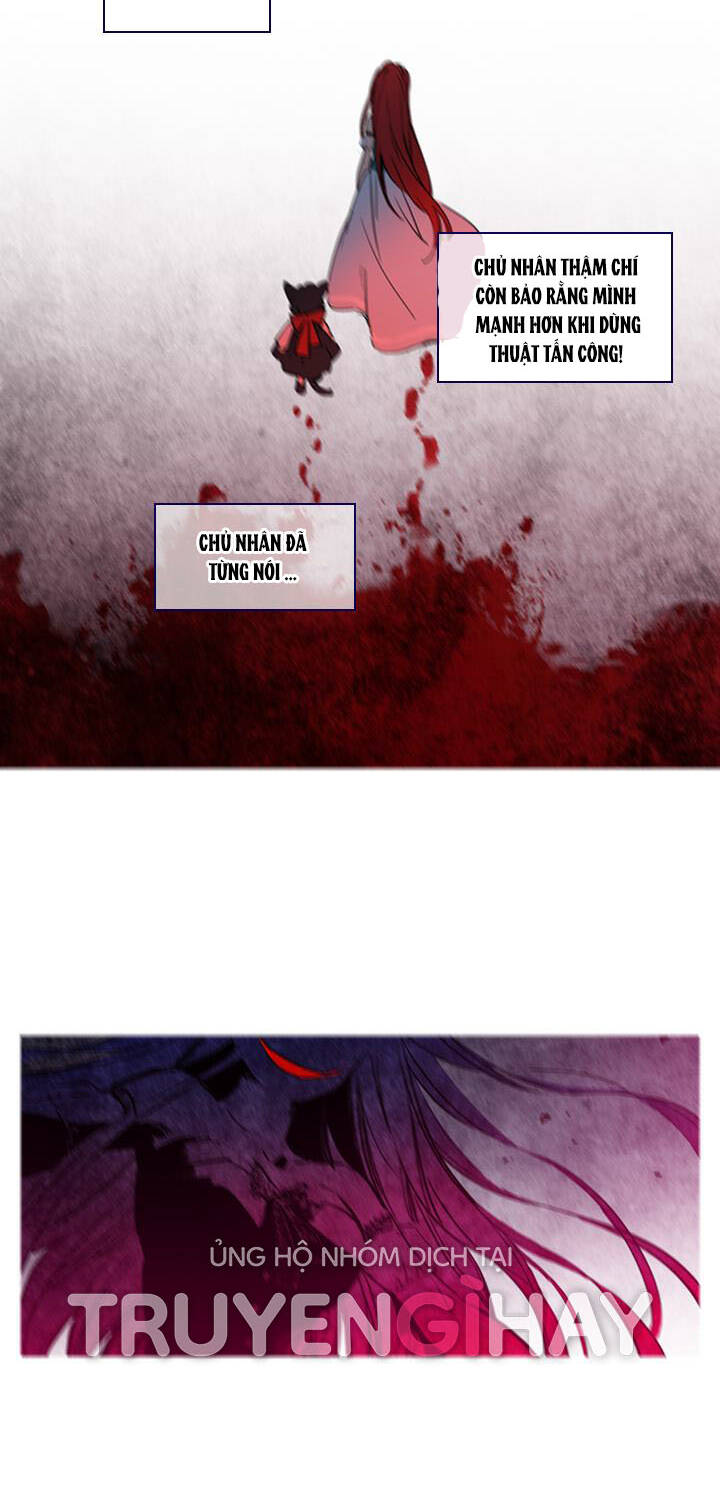 CHỦ NHÂN THẬM CHÍ
CÒN BẢO RẰNG MÌNH
MẠNH HƠN KHI DÙNG
THUẬT TẤN CÔNG!
CHỦ NHÂN ĐÃ
TỪNG NÓI ...
ỦNG HỘ NHÓM DỊCH TẠI
TRUYENGÌHAY